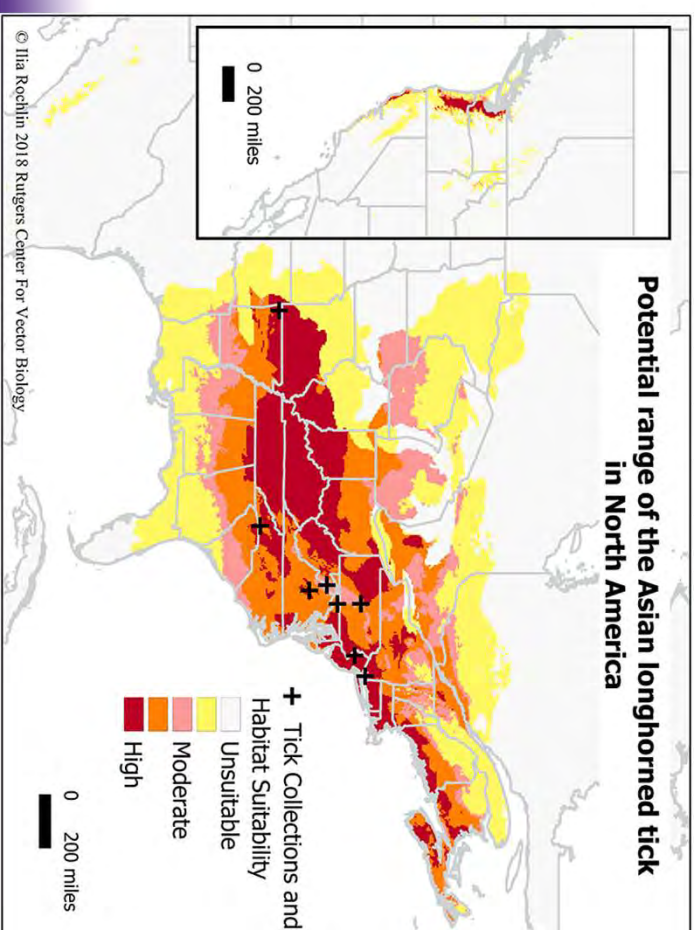 Potential range of the Asian longhorned tick
in North America
0 200 miles
+ Tick Collections and
Habitat Suitability
Unsuitable
Moderate
High
0 200 miles
© Ilia Rochlin 2018 Rutgers Center For Vector Biology